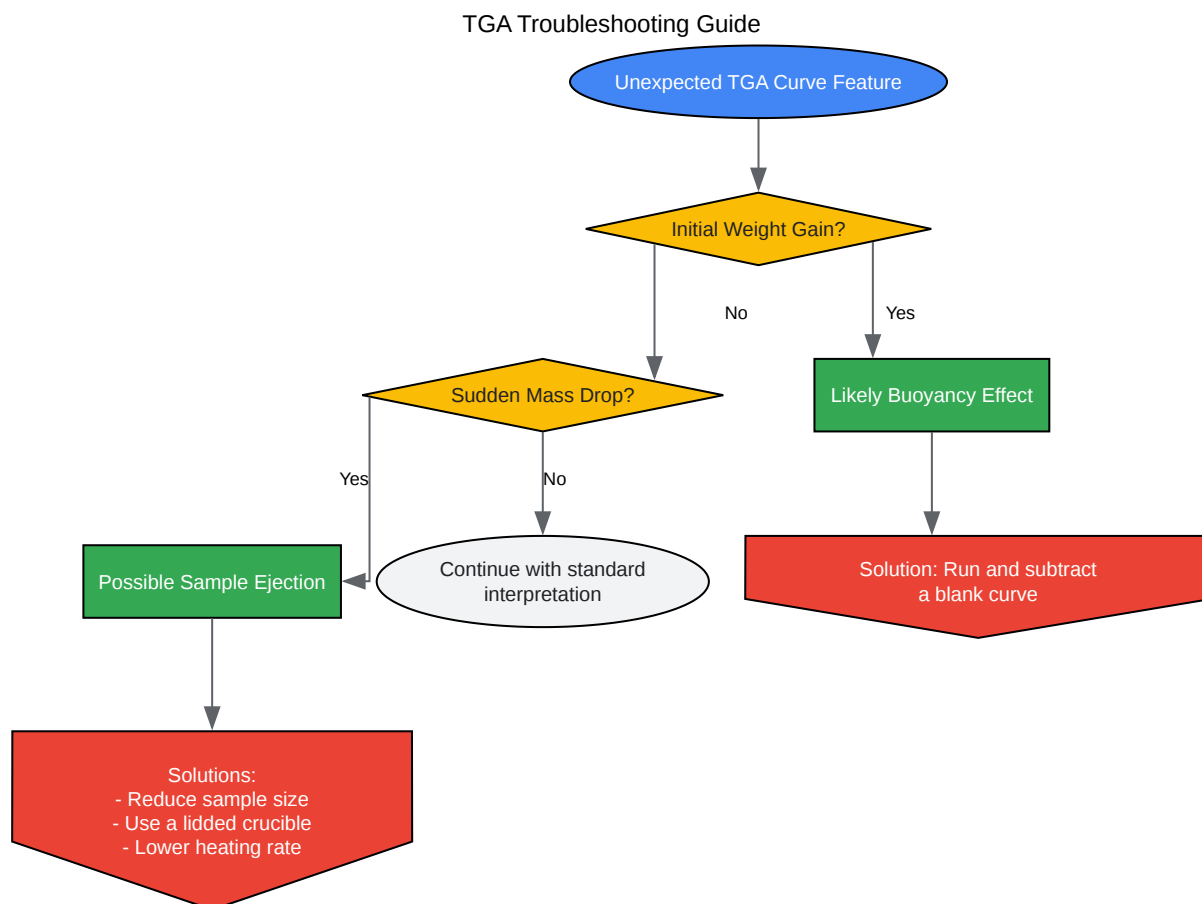 TGA Troubleshooting Guide
Unexpected TGA Curve Feature
Initial Weight Gain?
No
Yes
Sudden Mass Drop?
Likely Buoyancy Effect
Yes
No
Possible Sample Ejection
Continue with standard
interpretation
Solution: Run and subtract
a blank curve
Solutions:
- Reduce sample size
- Use a lidded crucible
- Lower heating rate